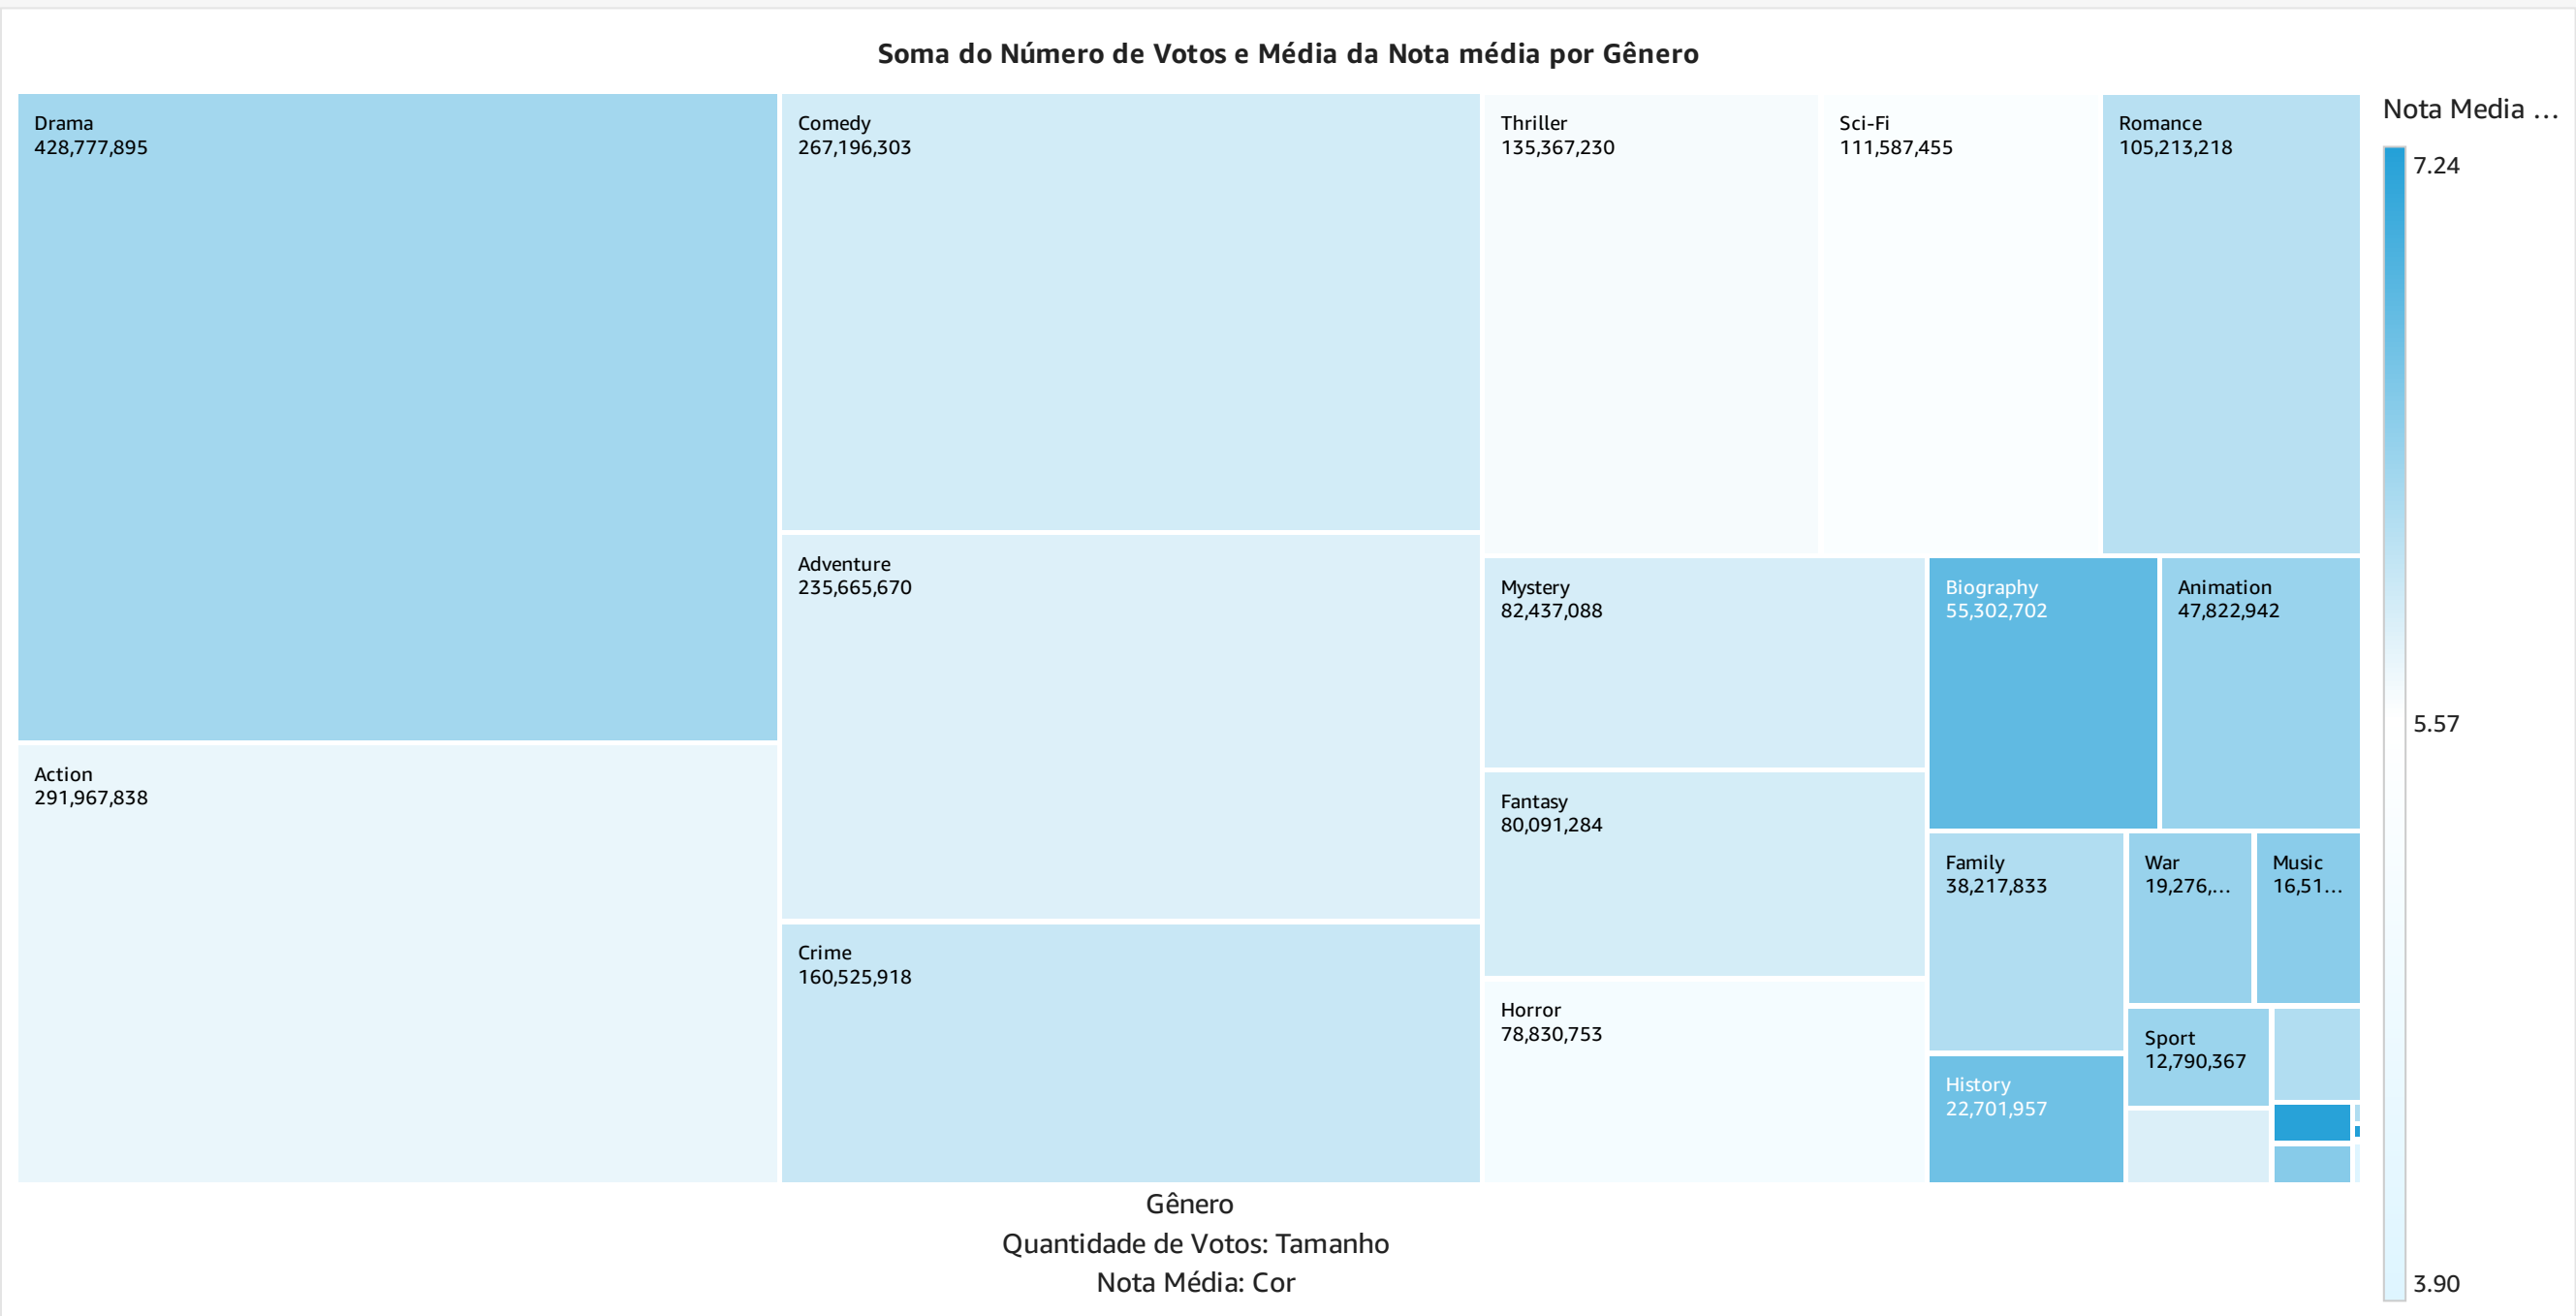 Soma do Número de Votos e Média da Nota média por Gênero
Drama
428,777,895
Action
291,967,838
Comedy
267,196,303
Adventure
235,665,670
Crime
160,525,918
Thriller
135,367,230
Sci-Fi
111,587,455
Romance
105,213,218
Mystery
82,437,088
Fantasy
80,091,284
Horror
78,830,753
Biography
55,302,702
Animation
47,822,942
Family
38,217,833
History
22,701,957
War
19,276,...
Music
16,51...
Sport
12,790,367
Nota Media ...
7.24
5.57
3.90
Gênero
Quantidade de Votos: Tamanho
Nota Média: Cor